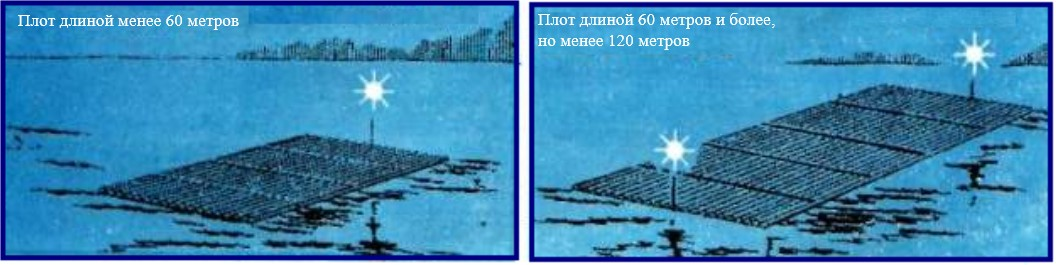 Плот длиной менее 60 метров
Плот длиной 60 метров и более,
но менее 120 метров